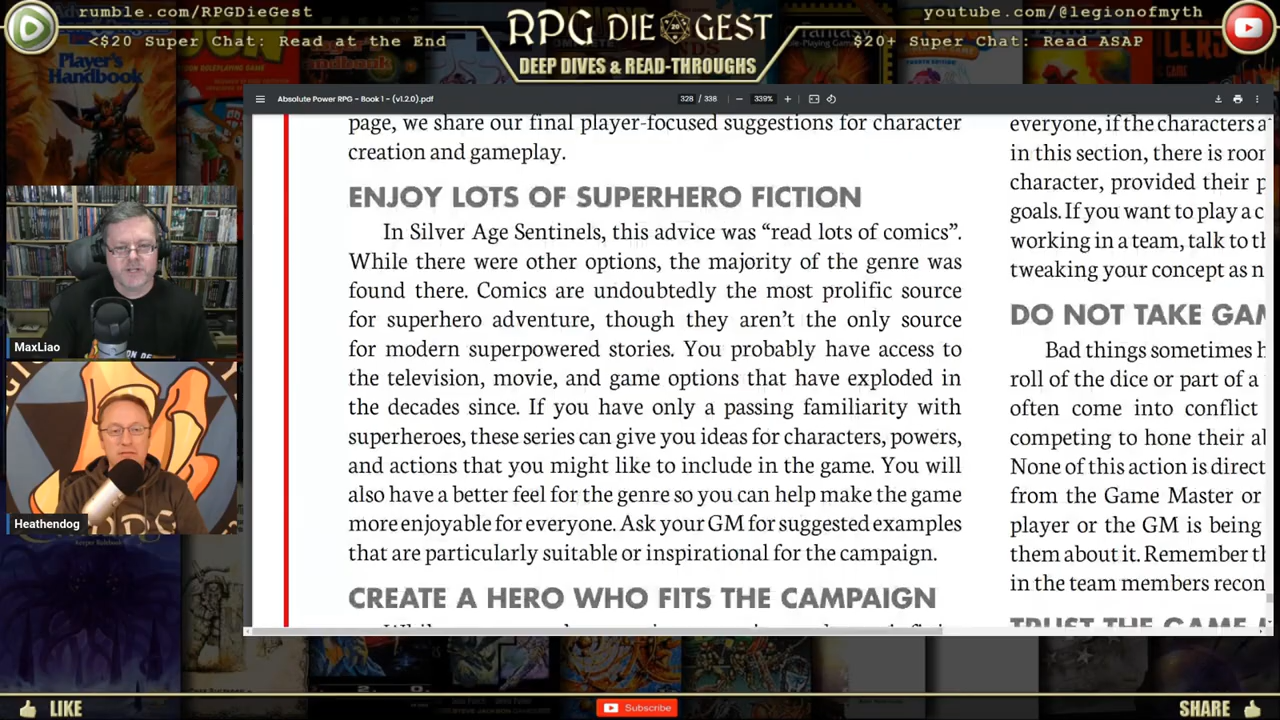 rumble.com/RPGDieGest
<$20 Super Chat: Read at the End
RPG DIE GEST
DEEP DIVES & READ-THROUGHS
youtube.com/@legionofmyth
$20+ Super Chat: Read ASAP
Player's
Handbook
Absolute Power RPG - Book 1 - (v1.2.0).pdf
328 / 338
339%
page, we share our final player-focused suggestions for character
creation and gameplay.
ENJOY LOTS OF SUPERHERO FICTION
In Silver Age Sentinels, this advice was “read lots of comics”.
While there were other options, the majority of the genre was
found there. Comics are undoubtedly the most prolific source
for superhero adventure, though they aren’t the only source
for modern superpowered stories. You probably have access to
the television, movie, and game options that have exploded in
the decades since. If you have only a passing familiarity with
superheroes, these series can give you ideas for characters, powers,
and actions that you might like to include in the game. You will
also have a better feel for the genre so you can help make the game
more enjoyable for everyone. Ask your GM for suggested examples
that are particularly suitable or inspirational for the campaign.
CREATE A HERO WHO FITS THE CAMPAIGN
everyone, if the characters a
in this section, there is roor
character, provided their p
goals. If you want to play a c
working in a team, talk to th
tweaking your concept as n
DO NOT TAKE GAM
Bad things sometimes h
roll of the dice or part of a
often come into conflict
competing to hone their al
None of this action is direct
from the Game Master or
player or the GM is being
them about it. Remember th
in the team members recon
TRUST THE GAME M
MaxLiao
Heathendog
LIKE
Subscribe
SHARE